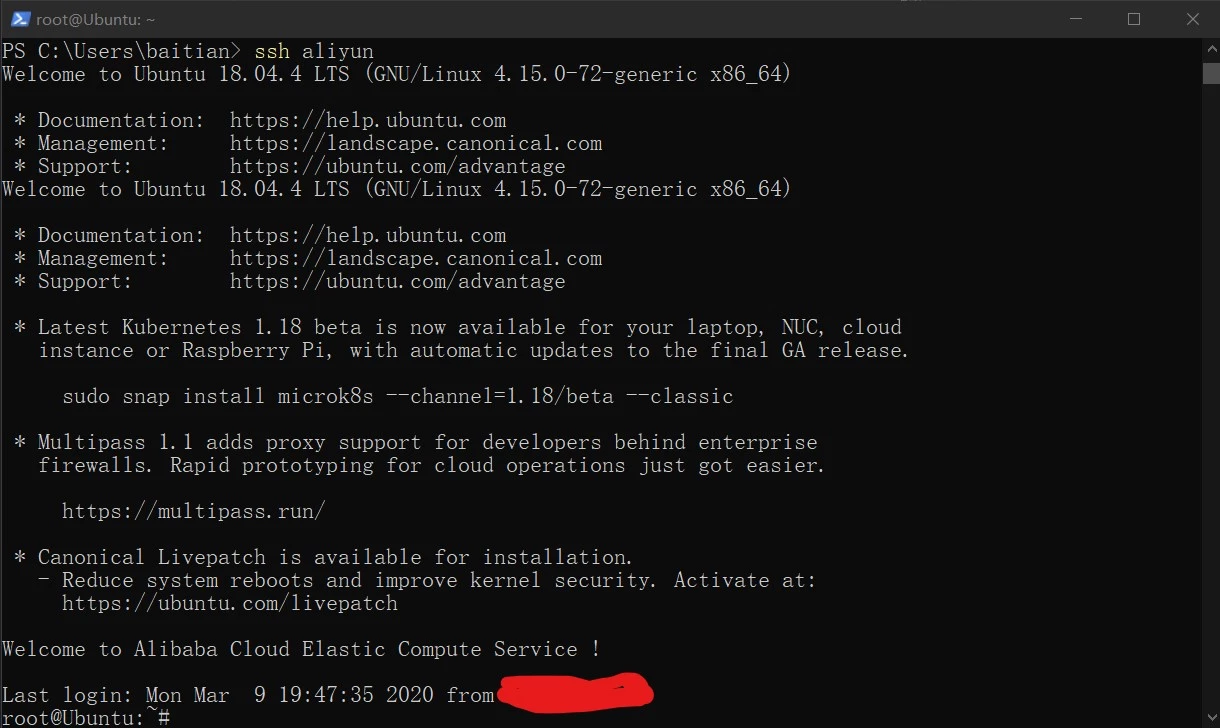 root@Ubuntu: ~
PS C:\Users\baitian> ssh aliyun
Welcome to Ubuntu 18.04.4 LTS (GNU/Linux 4.15.0-72-generic x86_64)
* Documentation:  https://help.ubuntu.com
* Management:     https://landscape.canonical.com
* Support:        https://ubuntu.com/advantage
Welcome to Ubuntu 18.04.4 LTS (GNU/Linux 4.15.0-72-generic x86_64)
* Documentation:  https://help.ubuntu.com
* Management:     https://landscape.canonical.com
* Support:        https://ubuntu.com/advantage
* Latest Kubernetes 1.18 beta is now available for your laptop, NUC, cloud
instance or Raspberry Pi, with automatic updates to the final GA release.
sudo snap install microk8s --channel=1.18/beta --classic
* Multipass 1.1 adds proxy support for developers behind enterprise
firewalls. Rapid prototyping for cloud operations just got easier.
https://multipass.run/
* Canonical Livepatch is available for installation.
- Reduce system reboots and improve kernel security. Activate at:
https://ubuntu.com/livepatch
Welcome to Alibaba Cloud Elastic Compute Service !
Last login: Mon Mar  9 19:47:35 2020 from
root@Ubuntu:~#